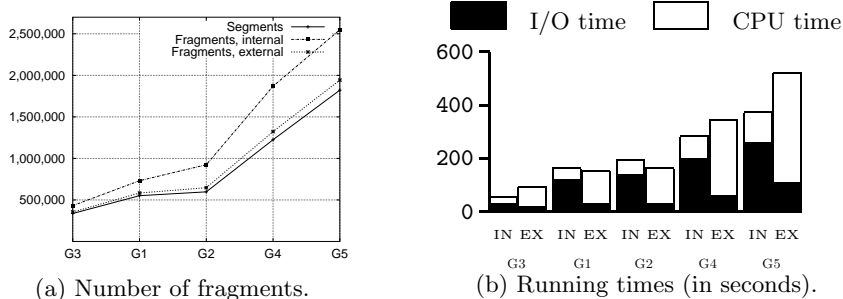 Segments
Fragments, internal
Fragments, external
2,500,000
2,000,000
1,500,000
1,000,000
500,000
G3 G1 G2 G4 G5
(a) Number of fragments.
I/O time CPU time
600
400
200
0
IN EX IN EX IN EX IN EX IN EX
G3 G1 G2 G4 G5
(b) Running times (in seconds).